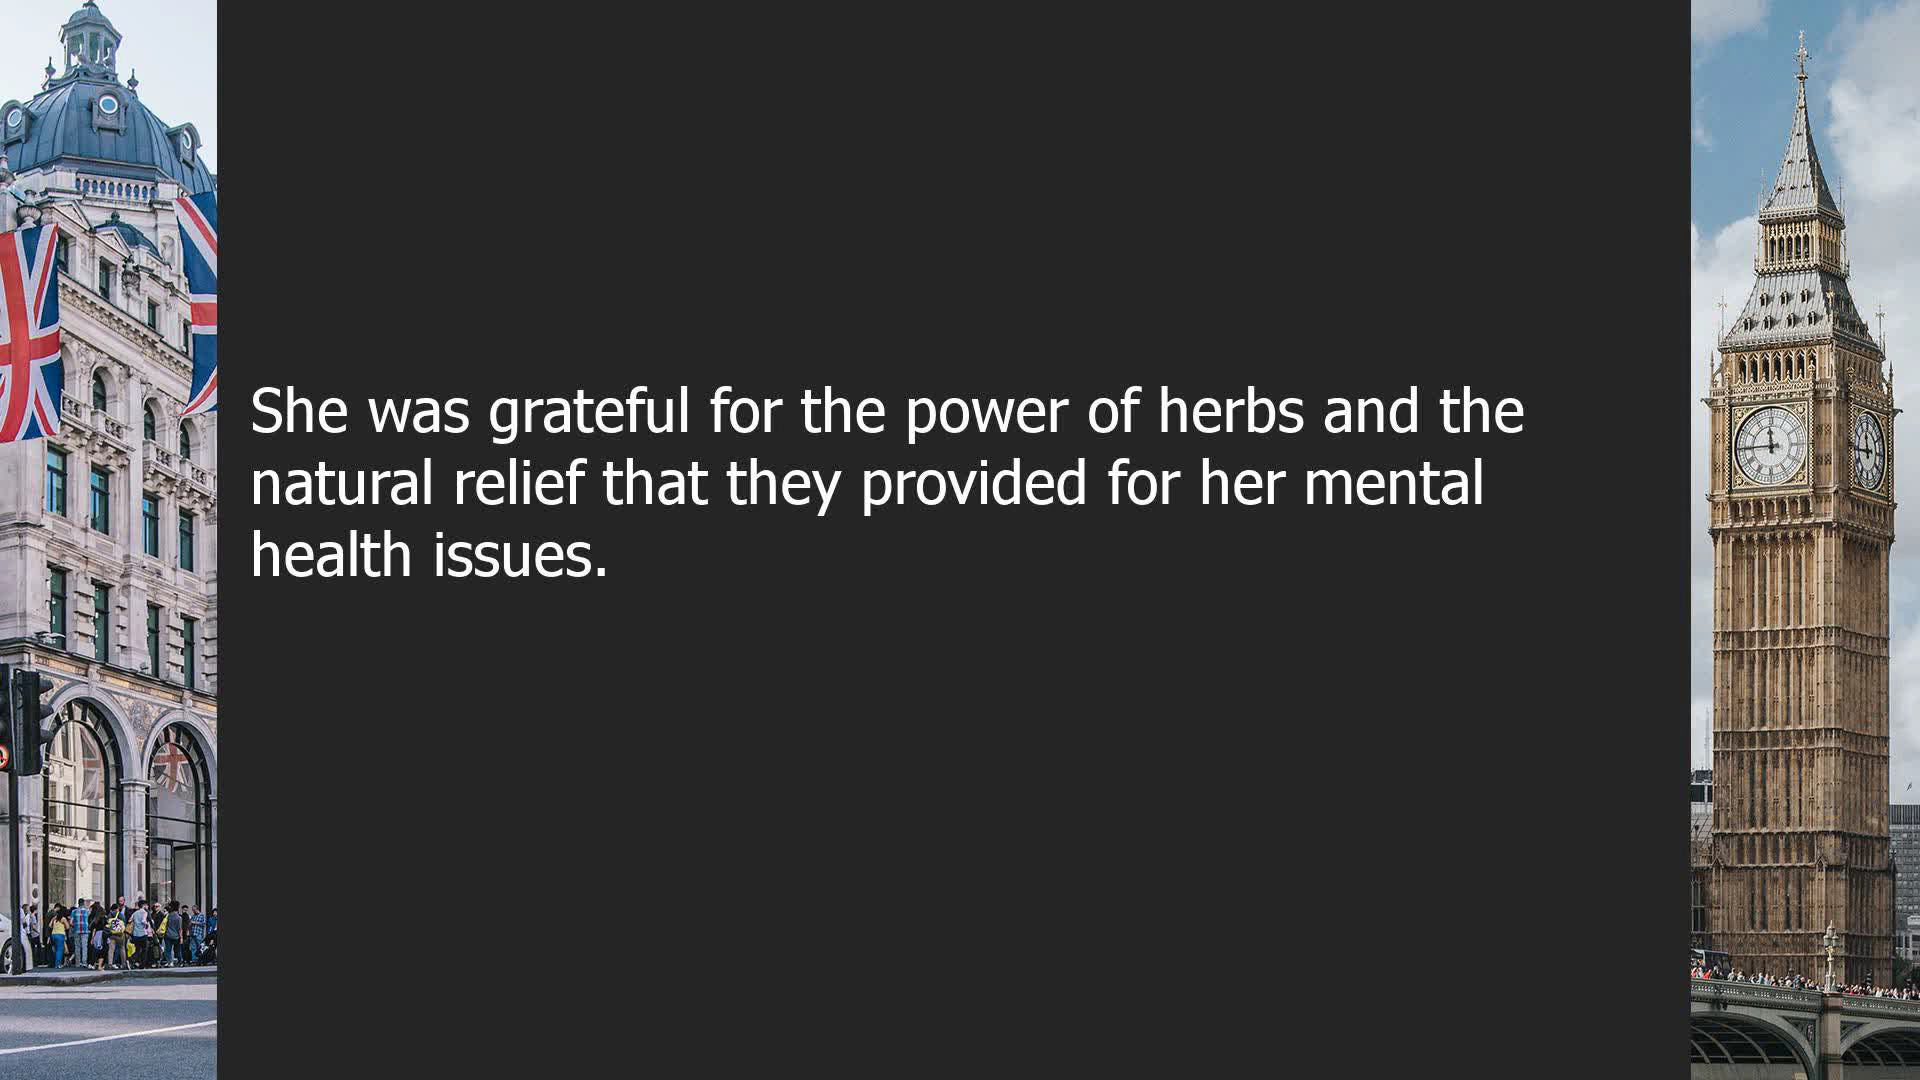 She was grateful for the power of herbs and the
natural relief that they provided for her mental
health issues.